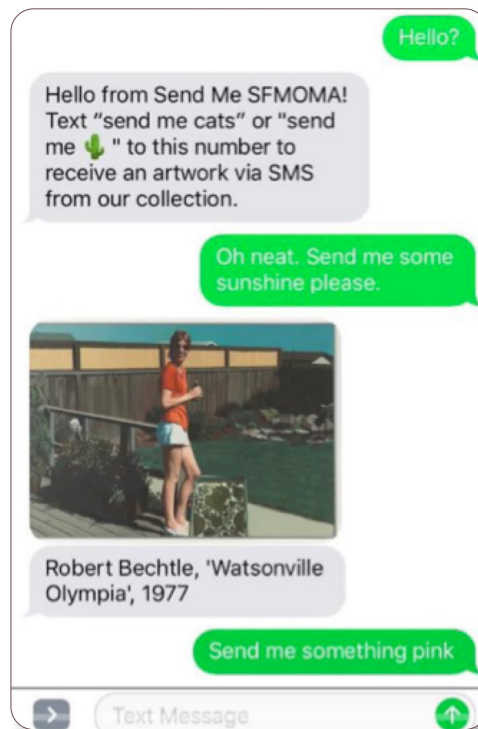 Hello?
Hello from Send Me SFMOMA!
Text “send me cats” or "send
me 🌵 " to this number to
receive an artwork via SMS
from our collection.
Oh neat. Send me some
sunshine please.
Robert Bechtle, 'Watsonville
Olympia', 1977
Send me something pink
Text Message